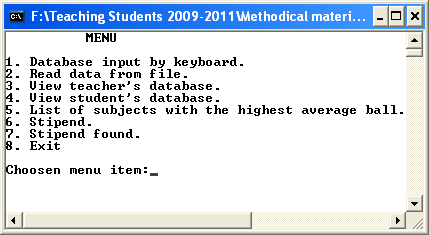 F:\Teaching Students 2009-2011\Methodical materi...
MENU
1. Database input by keyboard.
2. Read data from file.
3. View teacher's database.
4. View student's database.
5. List of subjects with the highest average ball.
6. Stipend.
7. Stipend found.
8. Exit
Choosen menu item:_